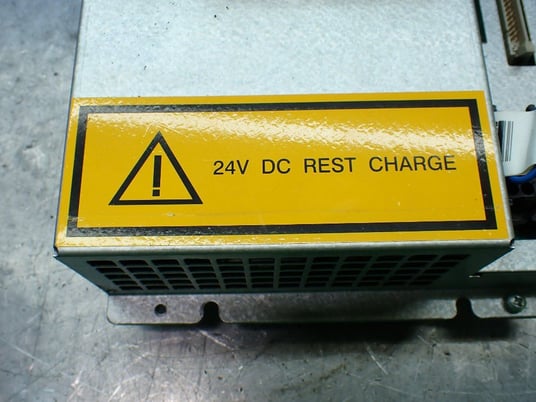 24V DC REST CHARGE